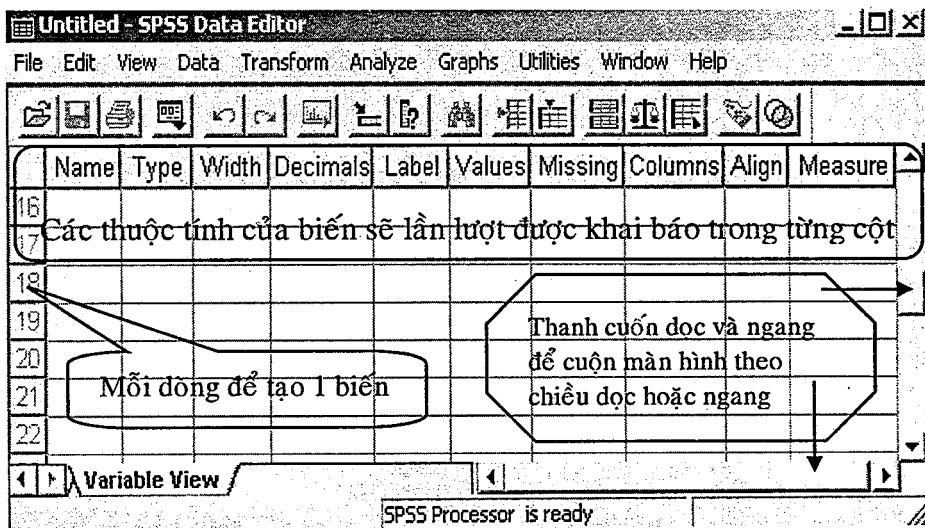 Untitled - SPSS Data Editor
File Edit View Data Transform Analyze Graphs Utilities Window Help
Name Type Width Decimals Label Values Missing Columns Align Measure
16
17
Các thuộc tính của biến sẽ lần lượt được khai báo trong từng cột
18
19
20
21
22
Mỗi dòng để tạo 1 biến
Thanh cuốn dọc và ngang
để cuộn màn hình theo
chiều dọc hoặc ngang
Variable View
SPSS Processor is ready